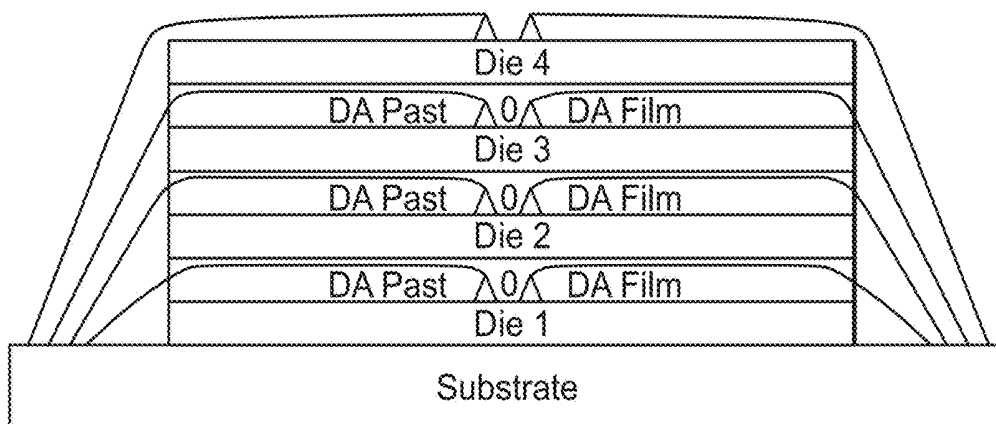 Die 4
DA Past 0 DA Film
Die 3
DA Past 0 DA Film
Die 2
DA Past 0 DA Film
Die 1
Substrate